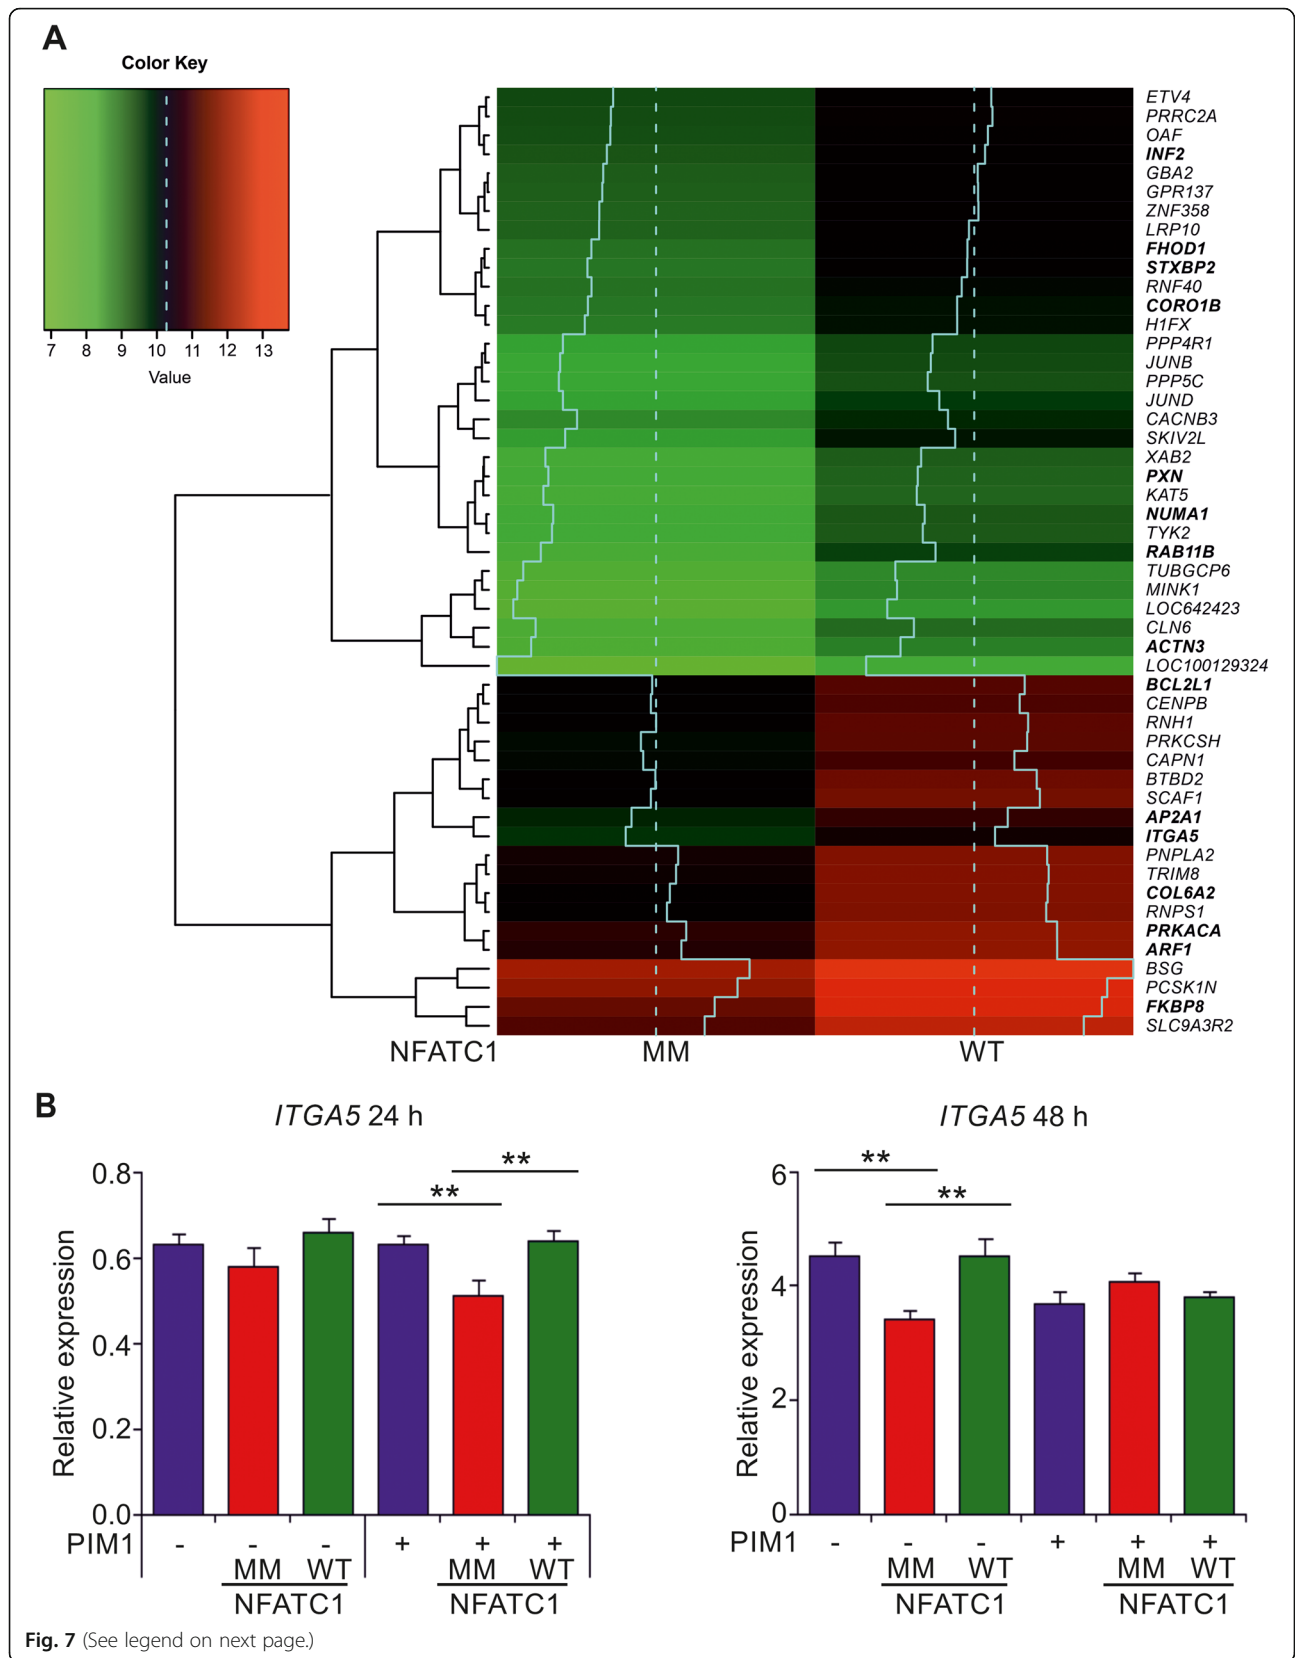 A
Color Key
7 8 9 10 11 12 13
Value
ETV4
PRRC2A
OAF
INF2
GBA2
GPR137
ZNF358
LRP10
FHOD1
STXBP2
RNF40
CORO1B
H1FX
PPP4R1
JUNB
PPP5C
JUND
CACNB3
SKIV2L
XAB2
PXN
KAT5
NUMA1
TYK2
RAB11B
TUBGCP6
MINK1
LOC642423
CLN6
ACTN3
LOC100129324
BCL2L1
CENPB
RNH1
PRKCSH
CAPN1
BTBD2
SCAF1
AP2A1
ITGA5
PNPLA2
TRIM8
COL6A2
RNPS1
PRKACA
ARF1
BSG
PCSK1N
FKBP8
SLC9A3R2
NFATC1 MM WT
B
ITGA5 24 h
**
**
0.8
0.6
0.4
0.2
0.0
Relative expression
PIM1 - - - + + +
MM WT MM WT
NFATC1 NFATC1
ITGA5 48 h
**
**
6
4
2
0
Relative expression
PIM1 - - - + + +
MM WT MM WT
NFATC1 NFATC1
Fig. 7 (See legend on next page.)